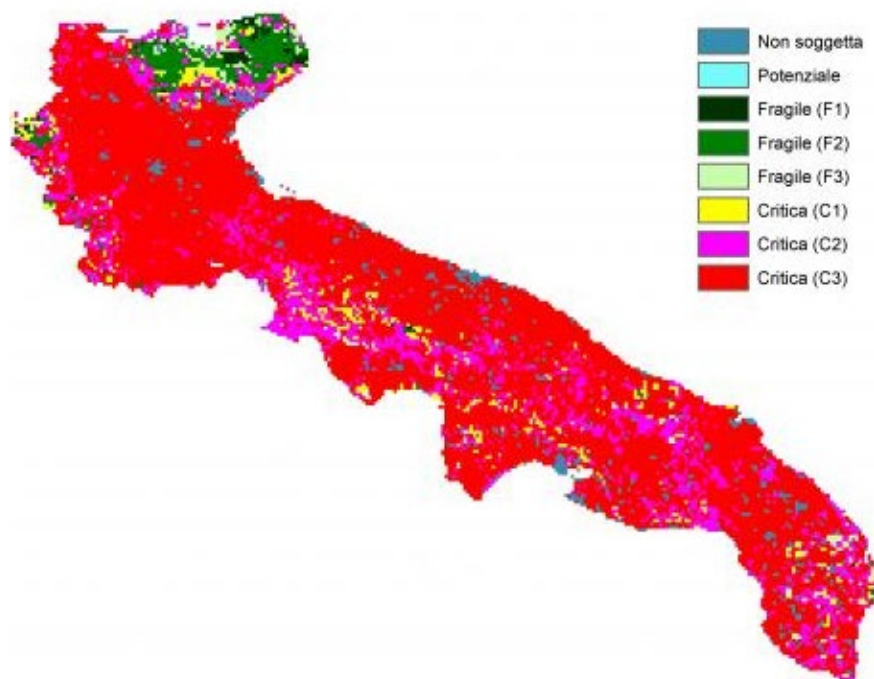 Non soggetta
Potenziale
Fragile (F1)
Fragile (F2)
Fragile (F3)
Critica (C1)
Critica (C2)
Critica (C3)